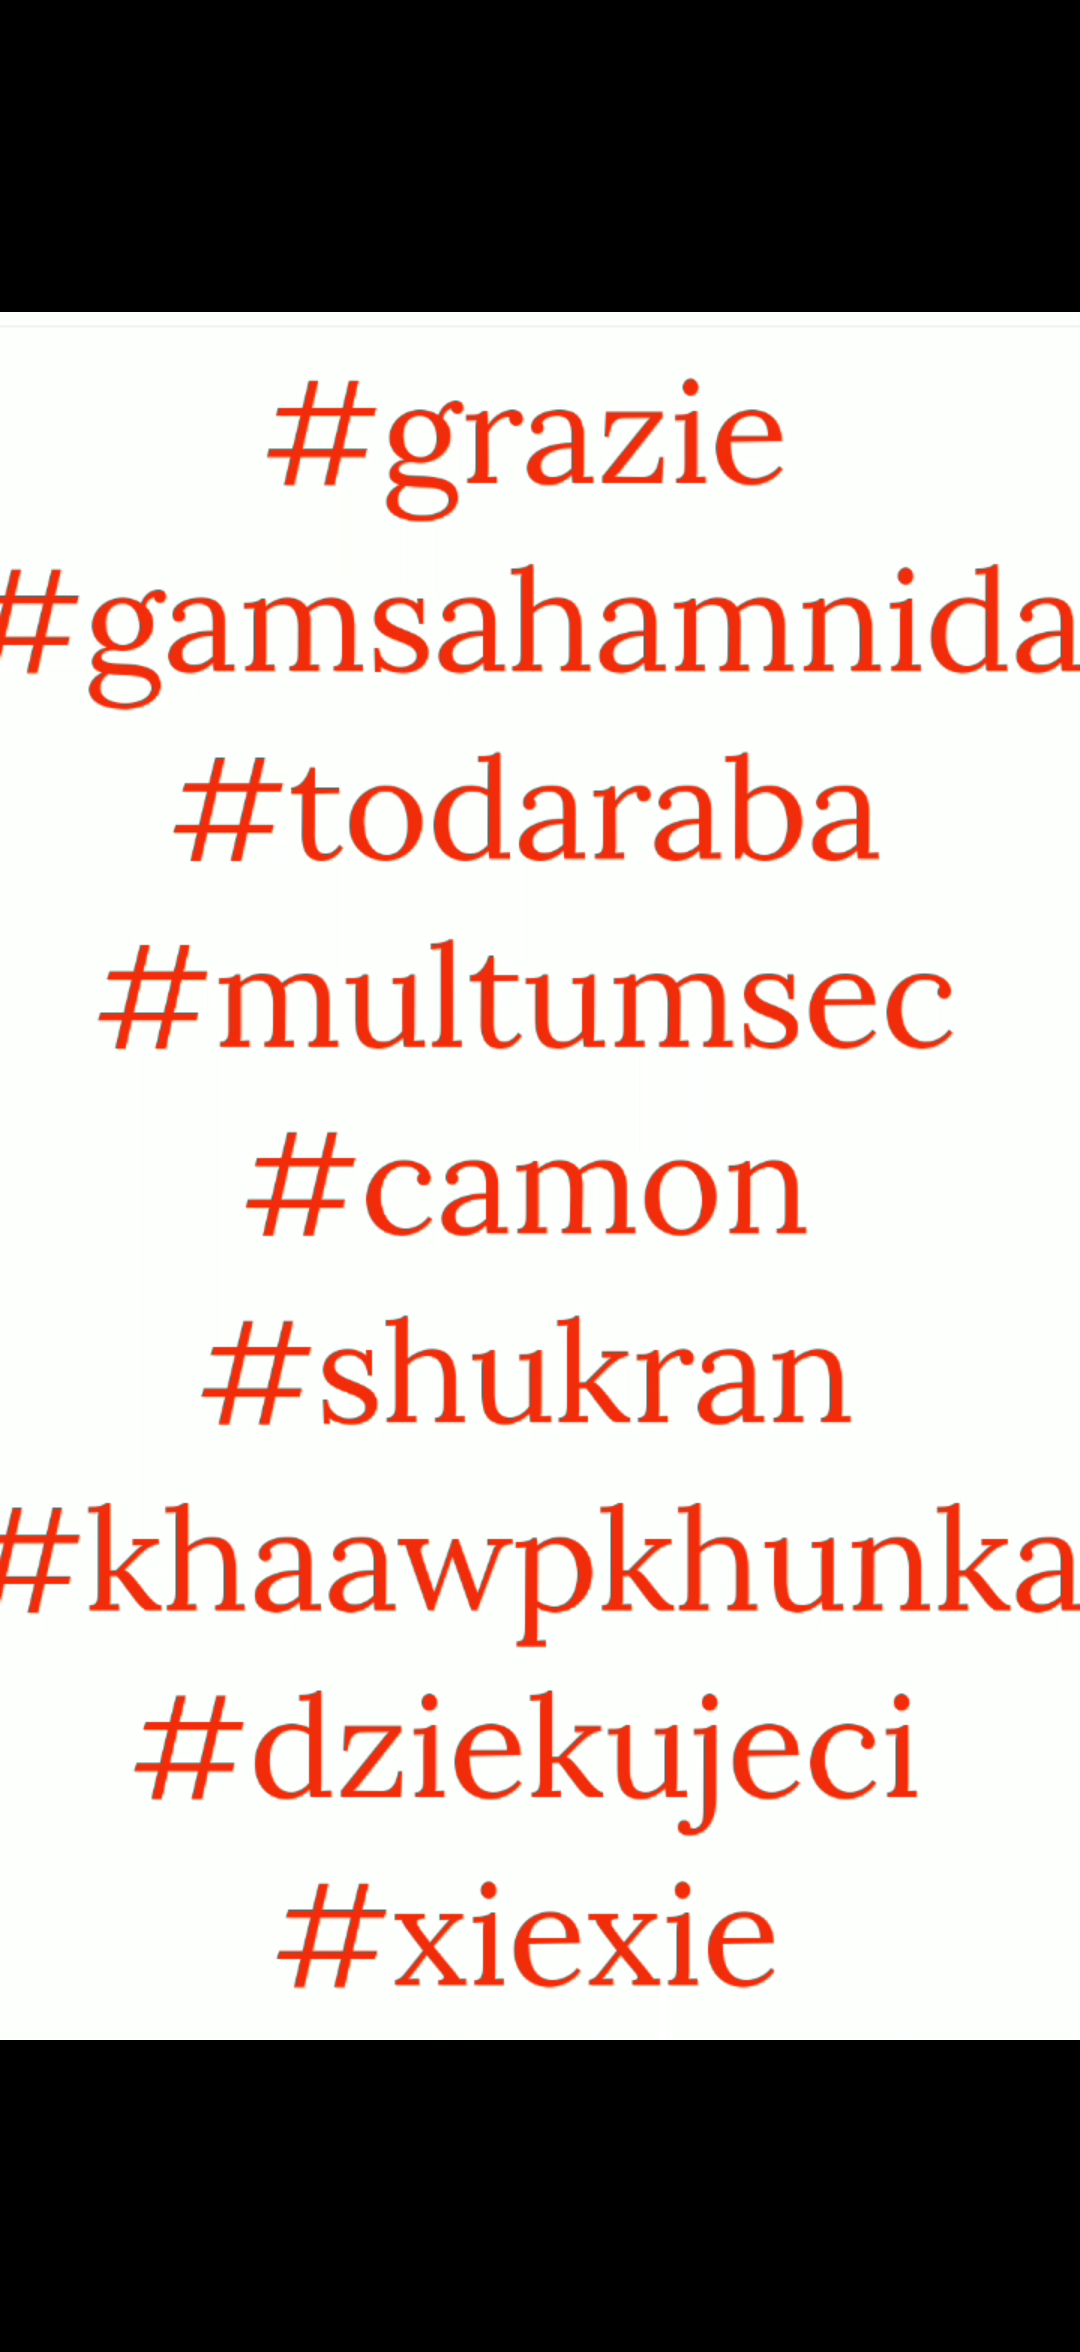 #grazie
#gamsahamnida
#todaraba
#multumsec
#camon
#shukran
#khaawpkhunka
#dziekujeci
#xiexie